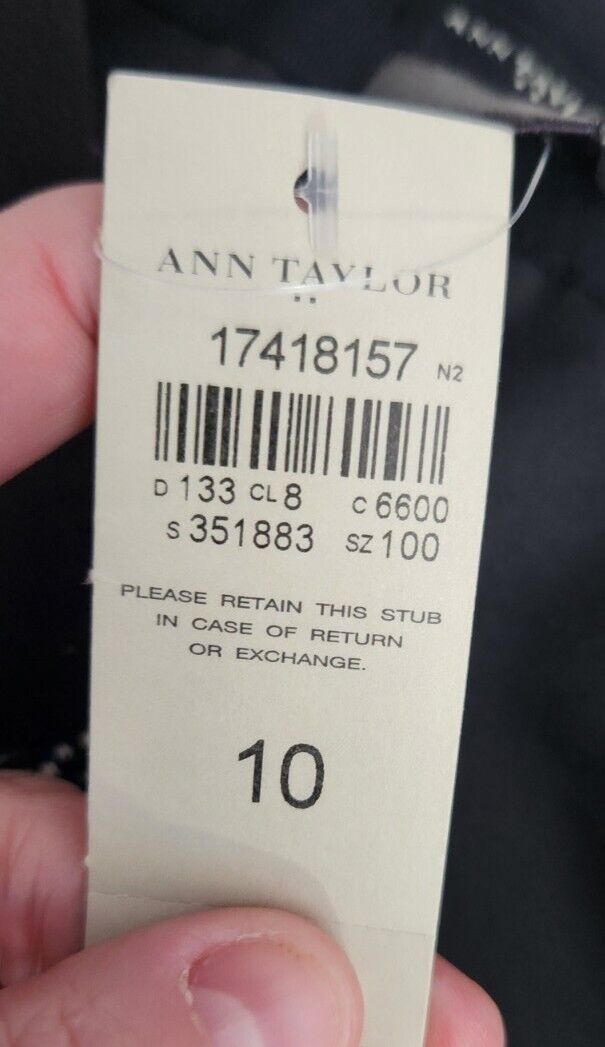 ANN TAYLOR
17418157 N2
D 133 CL 8 C 6600
S 351883 SZ 100
PLEASE RETAIN THIS STUB
IN CASE OF RETURN
OR EXCHANGE.
10